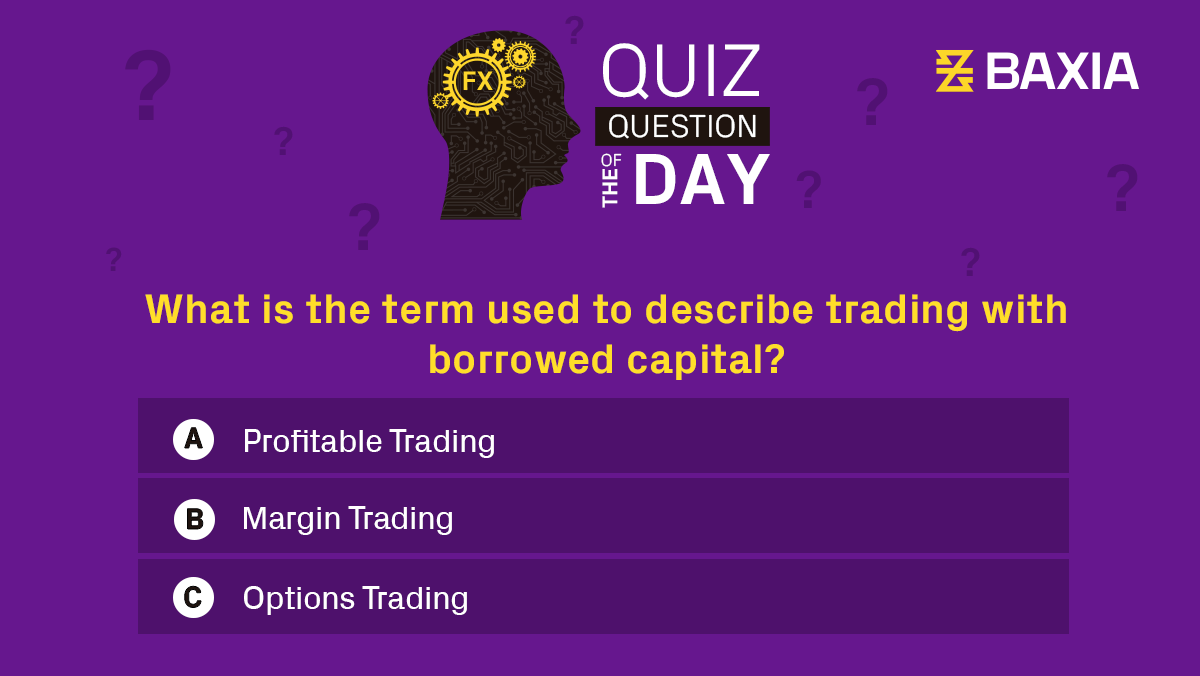 FX
QUIZ
QUESTION
OF THE
DAY
BAXIA
What is the term used to describe trading with
borrowed capital?
A Profitable Trading
B Margin Trading
C Options Trading